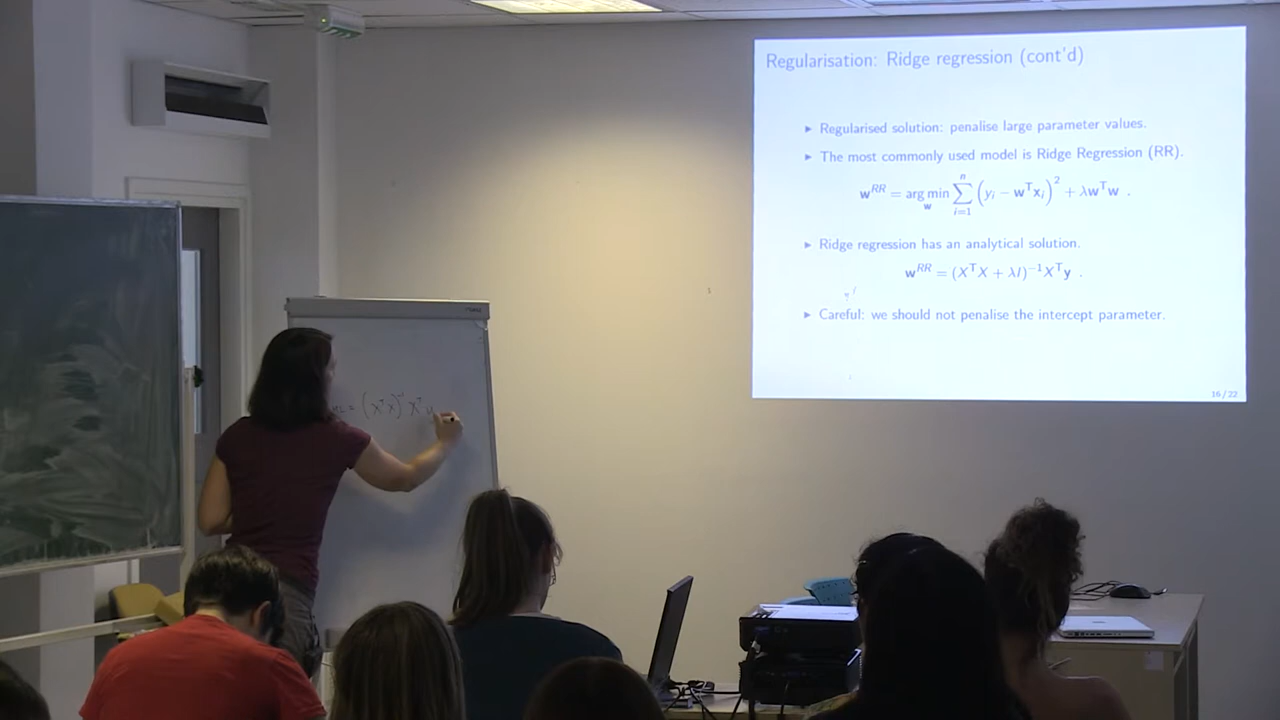 Regularisation: Ridge regression (cont'd)
▸ Regularised solution: penalise large parameter values.
▸ The most commonly used model is Ridge Regression (RR).
w^RR = arg min_w ∑_{i=1}^{n} (y_i − w^T x_i)^2 + λw^T w .
▸ Ridge regression has an analytical solution.
w^RR = (X^T X + λI)^{−1} X^T y .
▸ Careful: we should not penalise the intercept parameter.
16 / 22
= (X^T X)^{-1} X^T